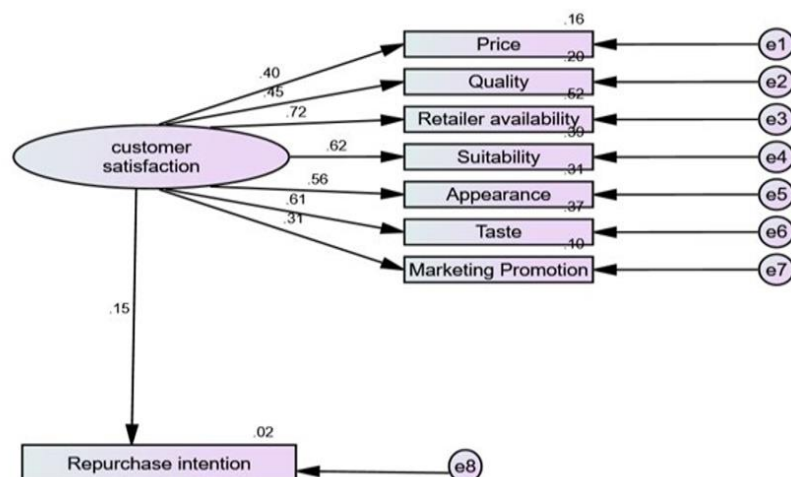 .16
Price
e1
.40
.20
Quality
e2
.45
.52
Retailer availability
e3
.72
.39
Suitability
e4
.62
customer
satisfaction
.31
Appearance
e5
.56
.37
Taste
e6
.61
.10
Marketing Promotion
e7
.31
.15
.02
Repurchase intention
e8